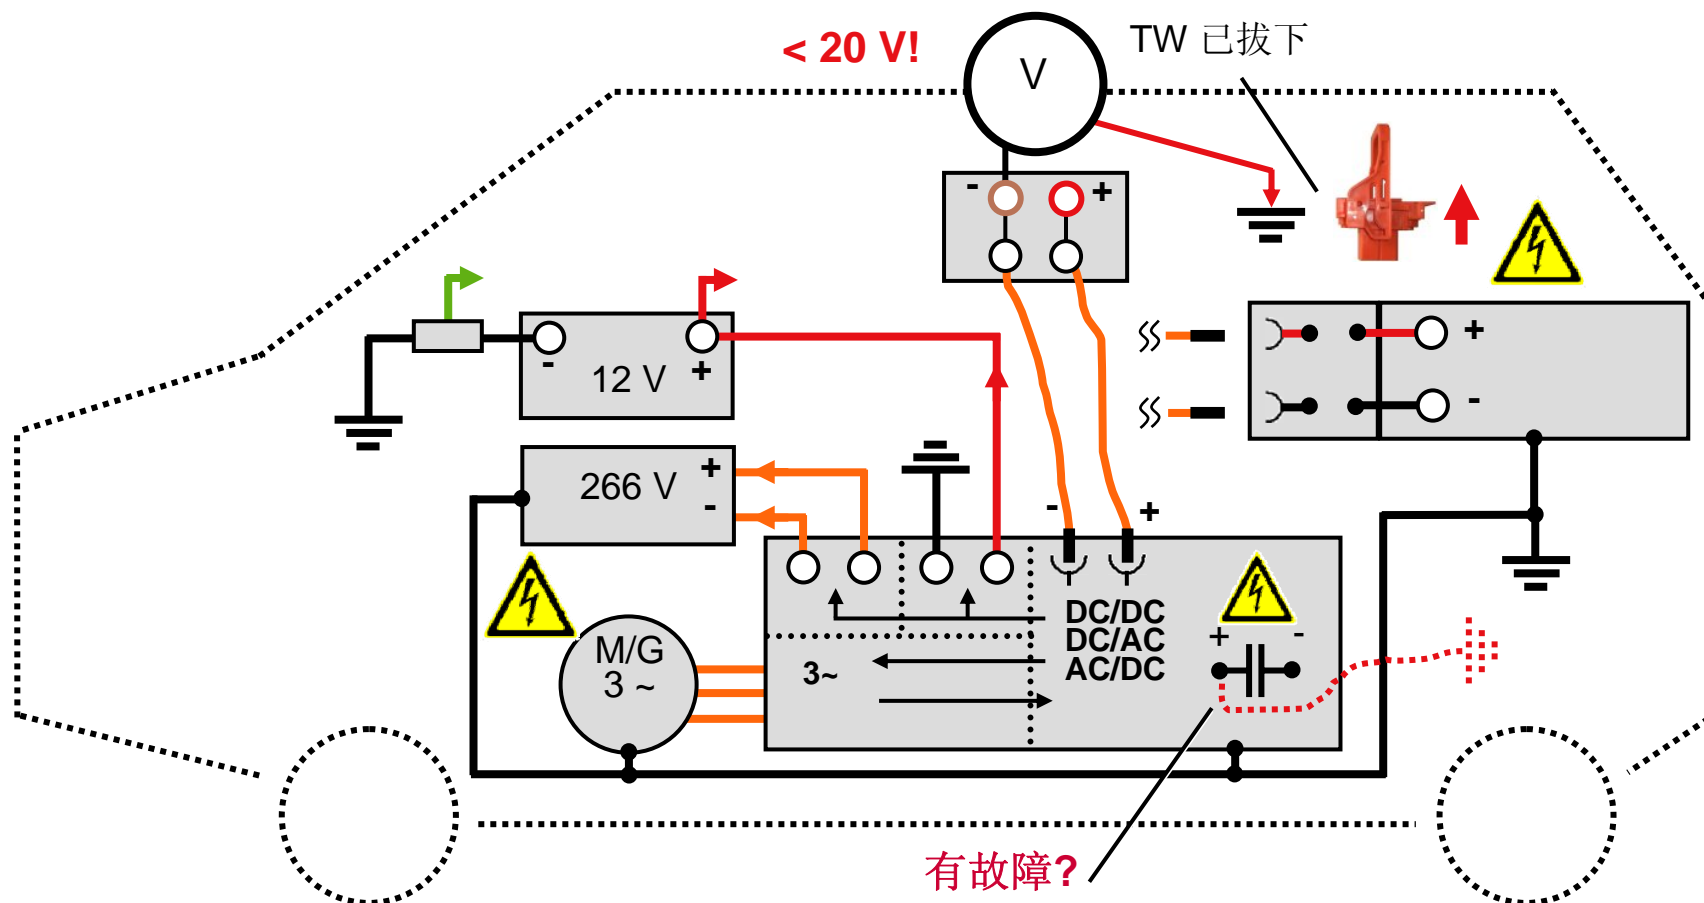 < 20 V!
V
TW 已拔下
- +
12 V
- +
+
-
266 V
+
-
- +
DC/DC
DC/AC
AC/DC
+ -
M/G
3 ~
3~
有故障?